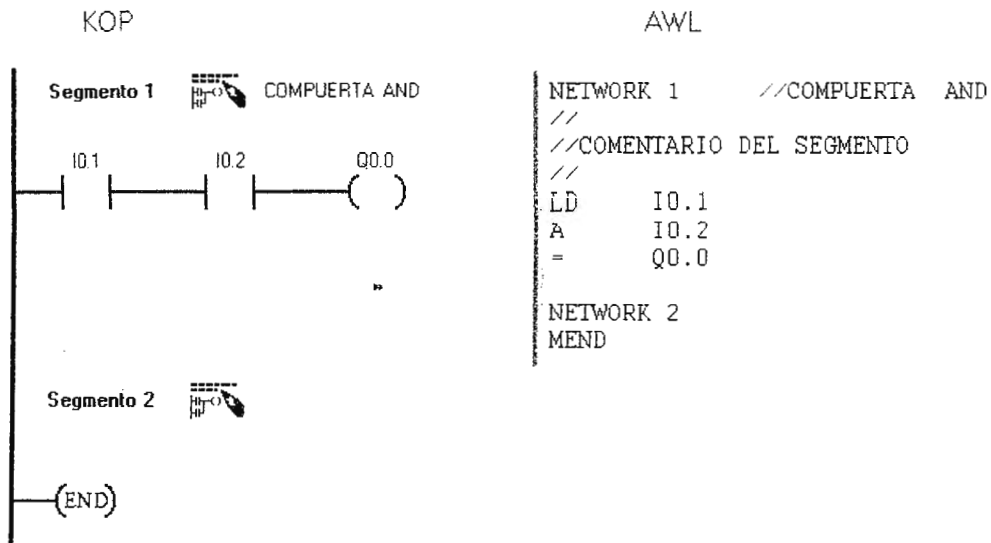 KOP
Segmento 1 COMPUERTA AND
I0.1 I0.2 Q0.0
Segmento 2
(END)
AWL
NETWORK 1 //COMPUERTA AND
//
//COMENTARIO DEL SEGMENTO
//
LD I0.1
A I0.2
= Q0.0
NETWORK 2
MEND